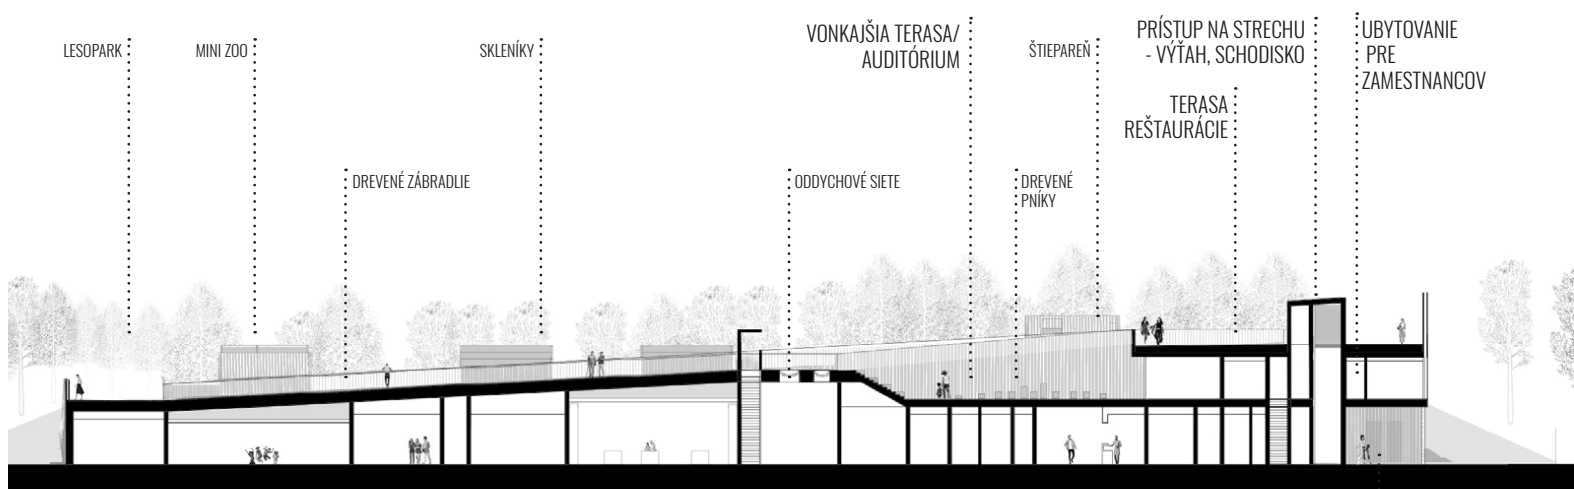 LESOPARK
MINI ZOO
SKLENÍKY
VONKAJŠIA TERASA/
AUDITÓRIUM
ŠTIEPAREŇ
PRÍSTUP NA STRECHU
- VÝŤAH, SCHODISKO
UBYTOVANIE
PRE
ZAMESTNANCOV
TERASA
REŠTAURÁCIE
DREVENÉ ZÁBRADLIE
ODDYCHOVÉ SIETE
DREVENÉ
PNÍKY